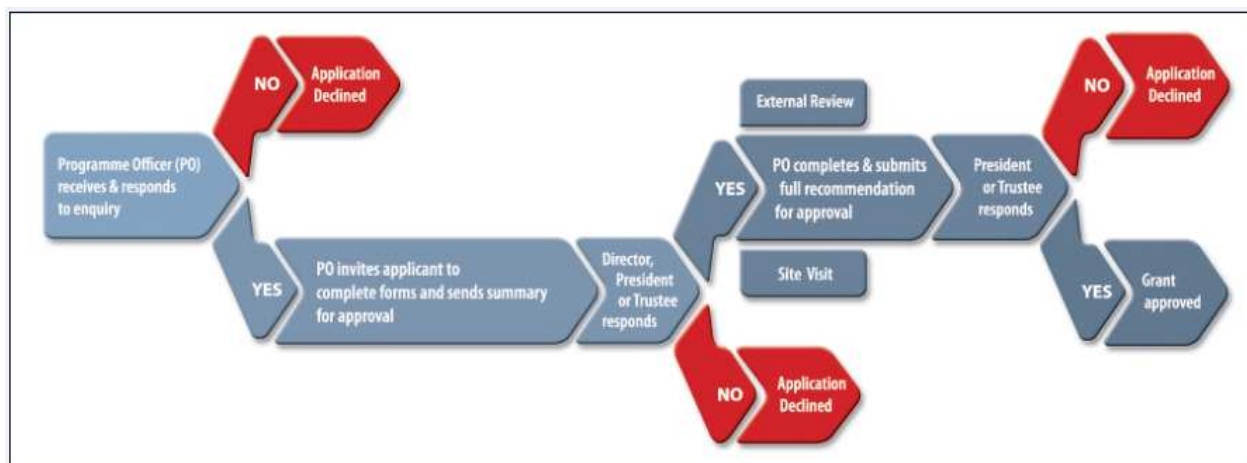 NO
Application
Declined
Programme Officer (PO)
receives & responds
to enquiry
YES
PO invites applicant to
complete forms and sends summary
for approval
Director,
President
or Trustee
responds
YES
External Review
PO completes & submits
full recommendation
for approval
Site Visit
NO
Application
Declined
President
or Trustee
responds
NO
Application
Declined
YES
Grant
approved